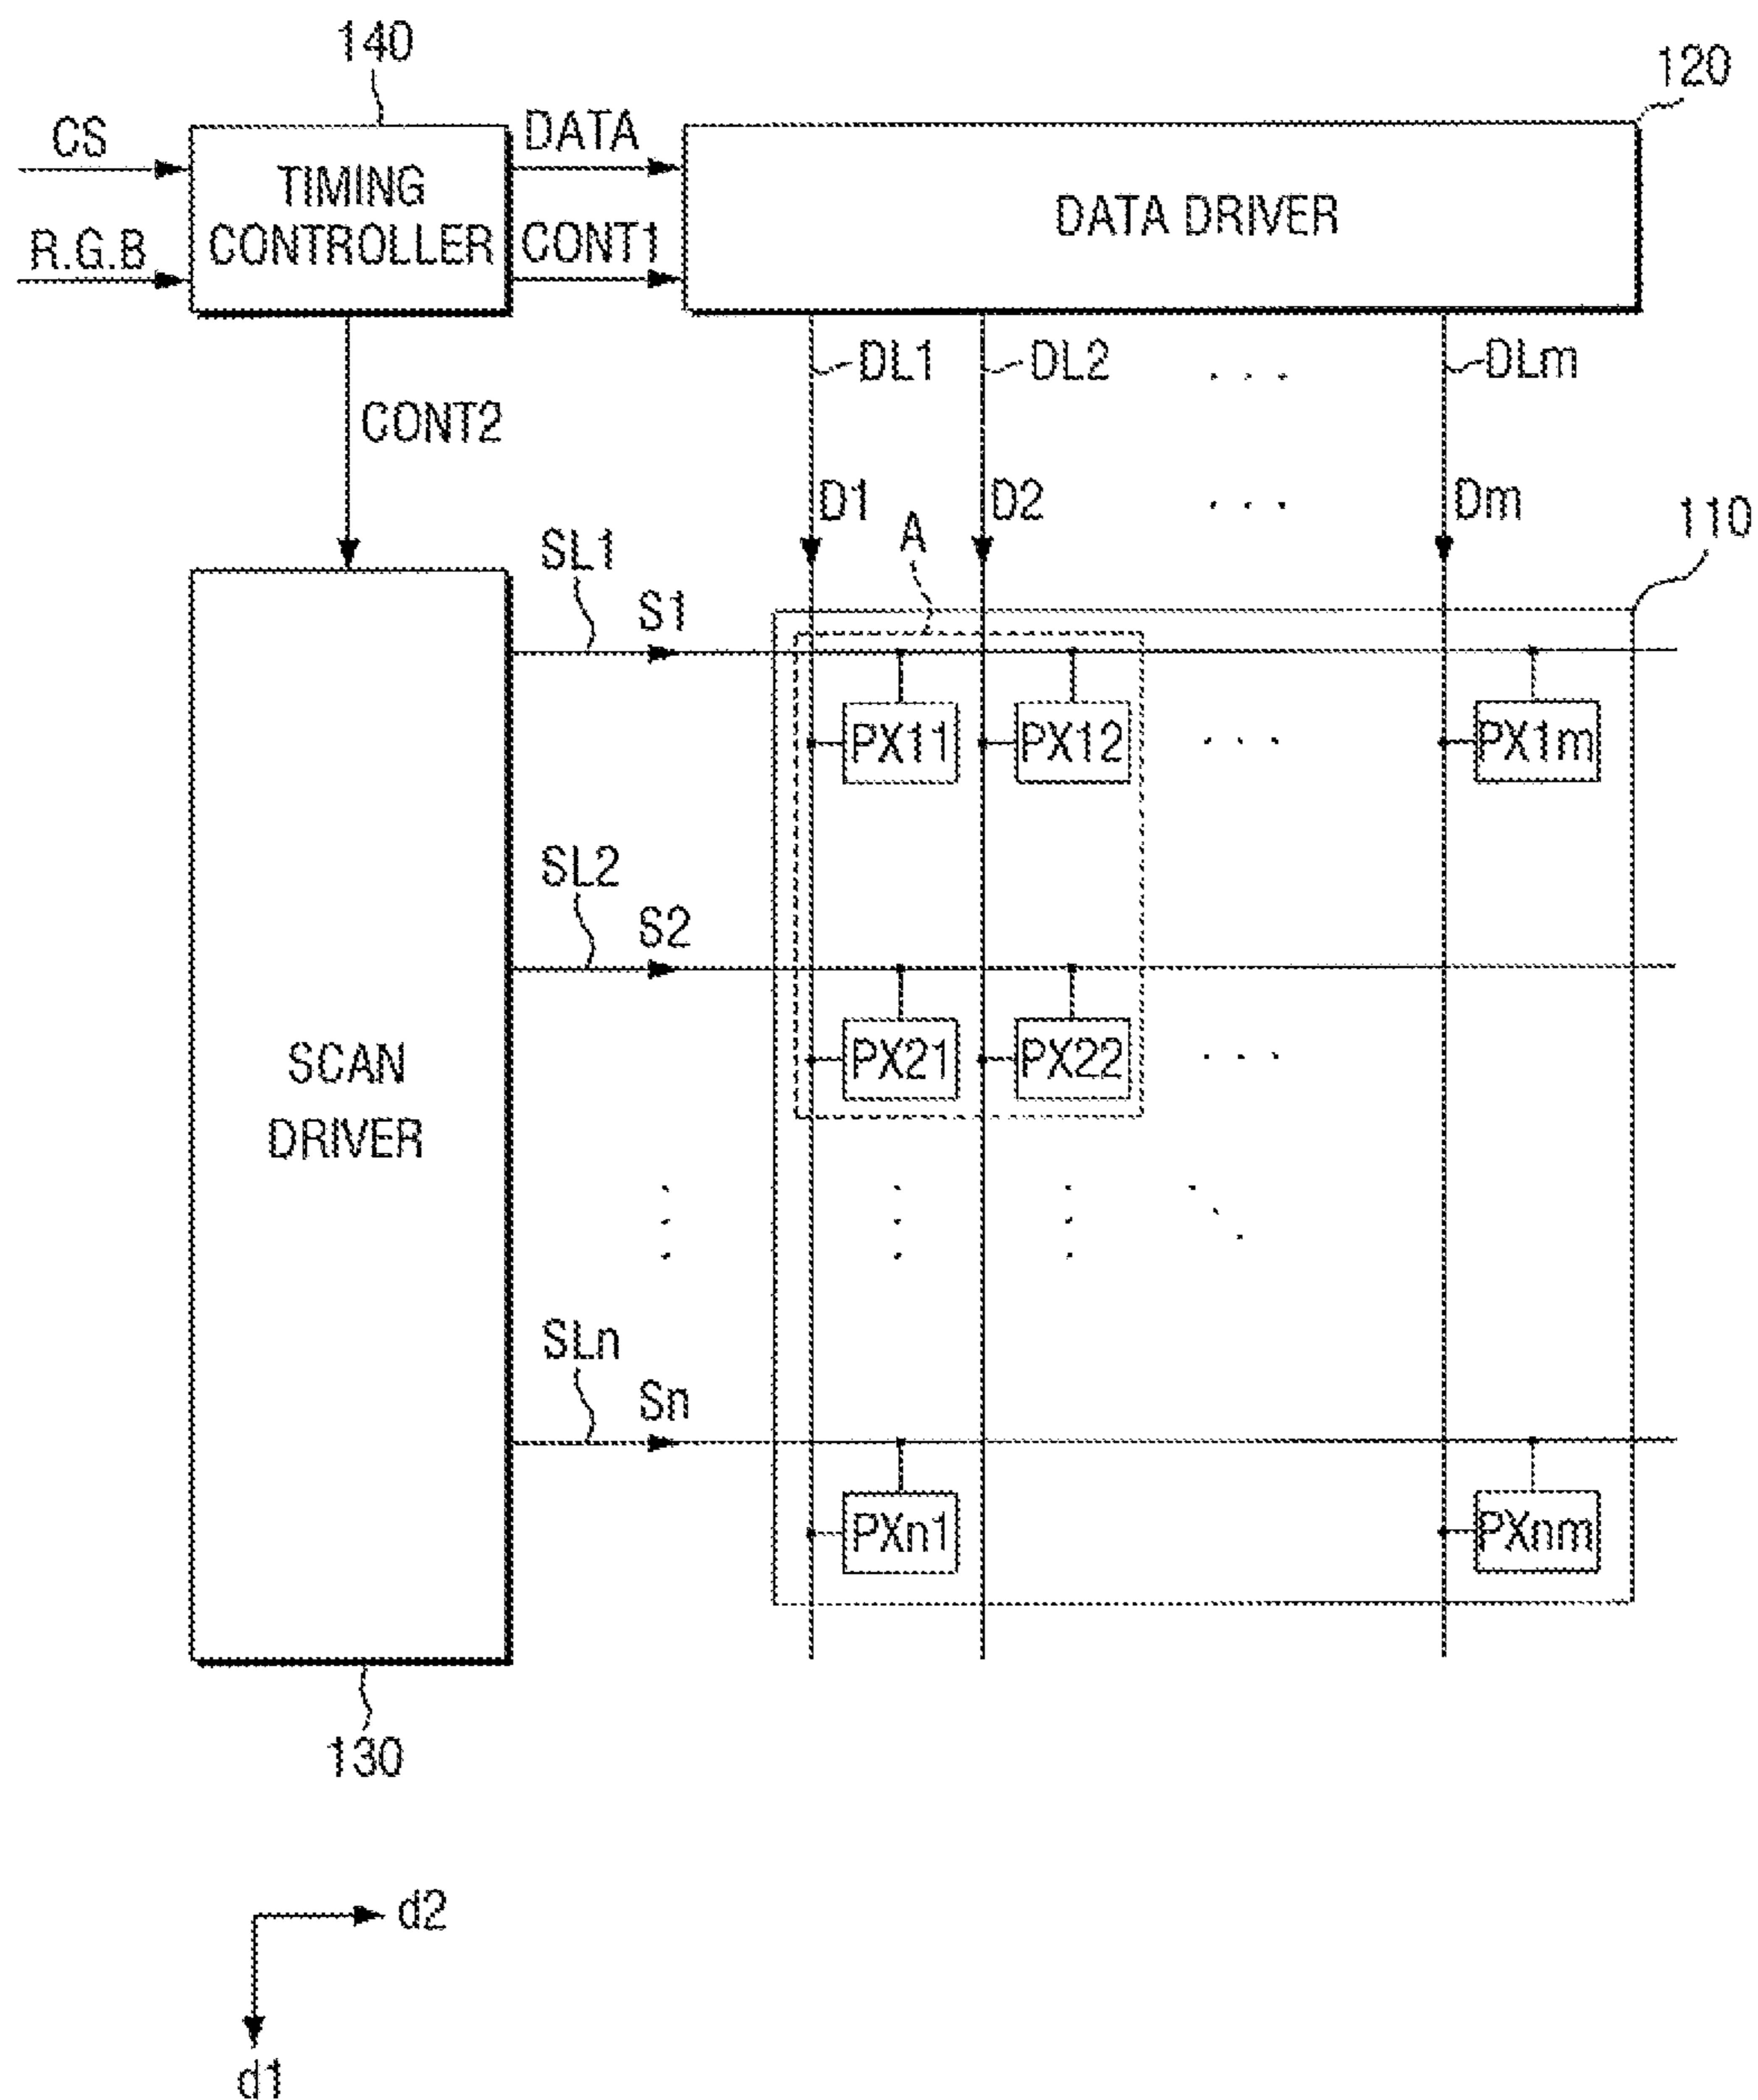 140
120
CS
DATA
TIMING
CONTROLLER
DATA DRIVER
R.G.B
CONT1
DL1
DL2
. . .
DLm
CONT2
D1
D2
. . .
Dm
A
110
SL1
S1
PX11
PX12
. . .
PX1m
SL2
S2
SCAN
DRIVER
PX21
PX22
. . .
SLn
Sn
PXn1
PXnm
130
d2
d1